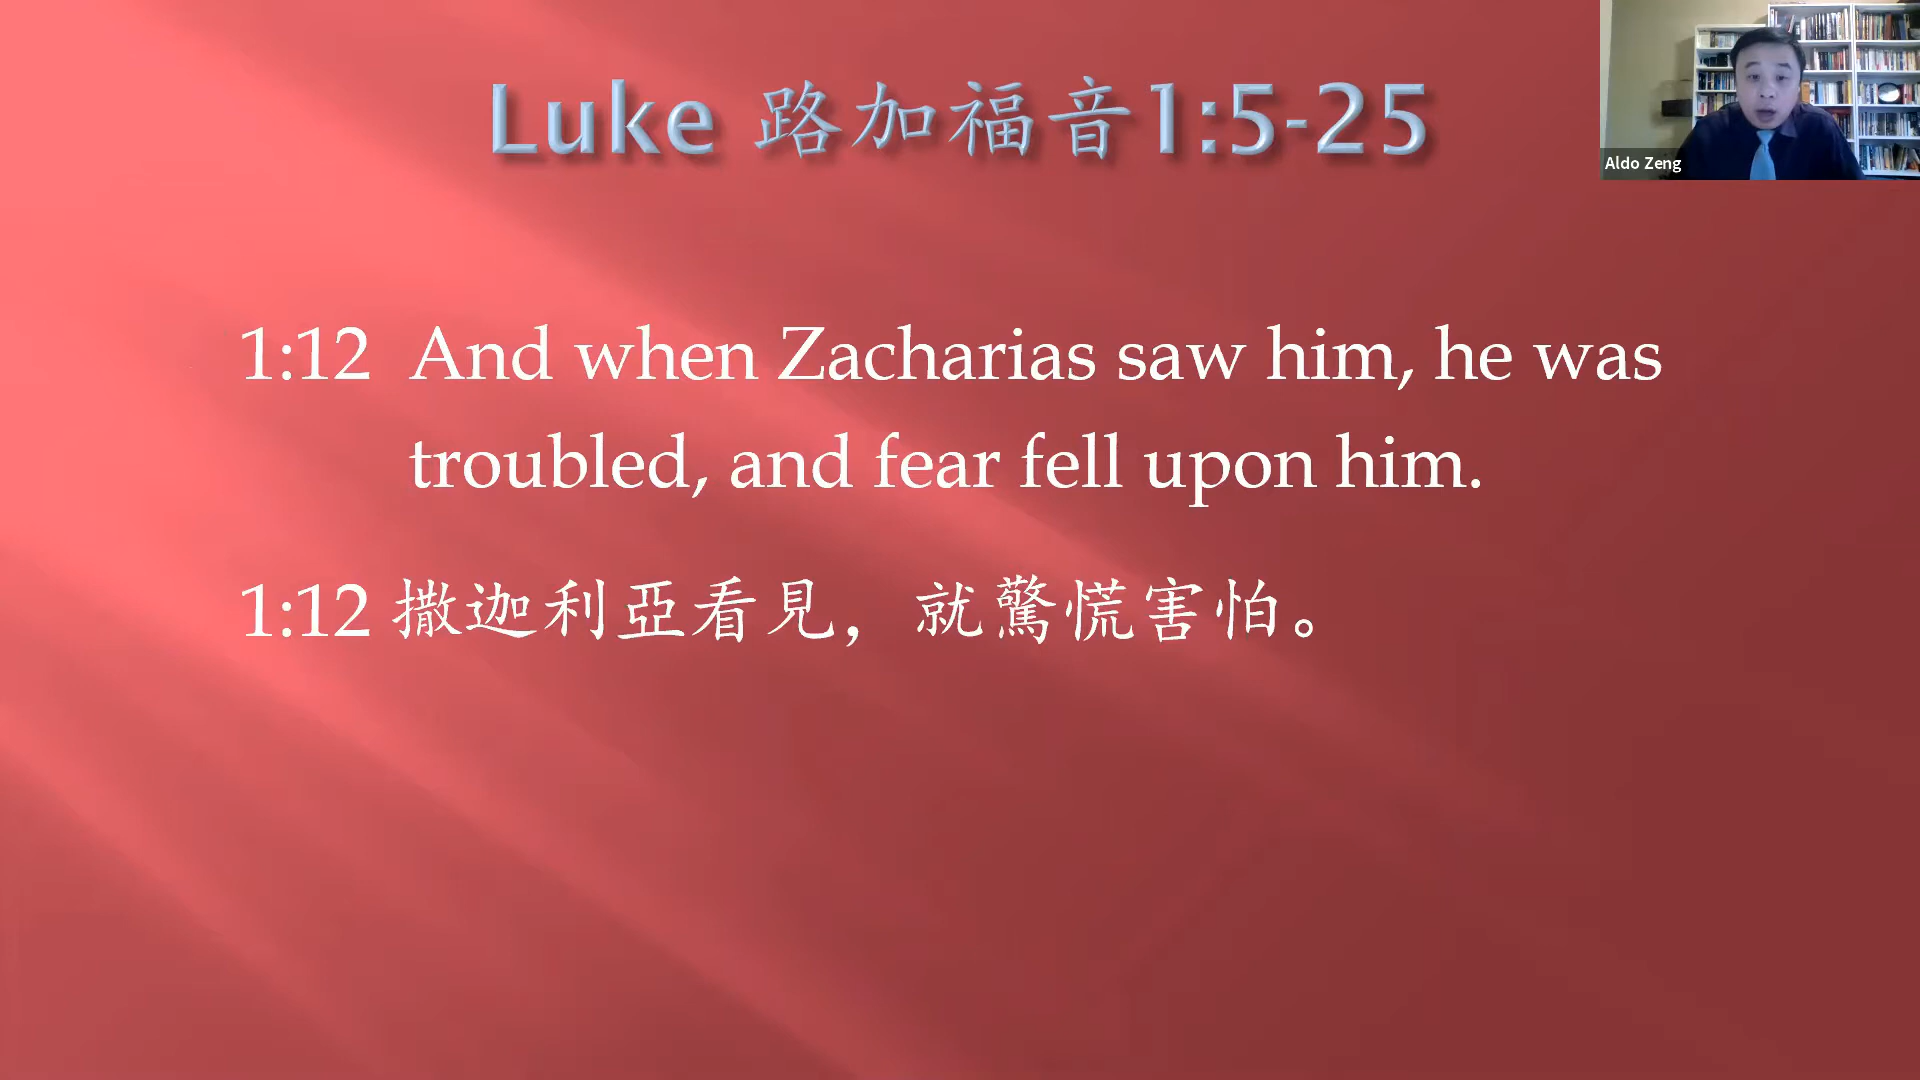 Luke 路加福音1:5-25
Aldo Zeng
1:12 And when Zacharias saw him, he was
troubled, and fear fell upon him.
1:12 撒迦利亞看見，就驚慌害怕。